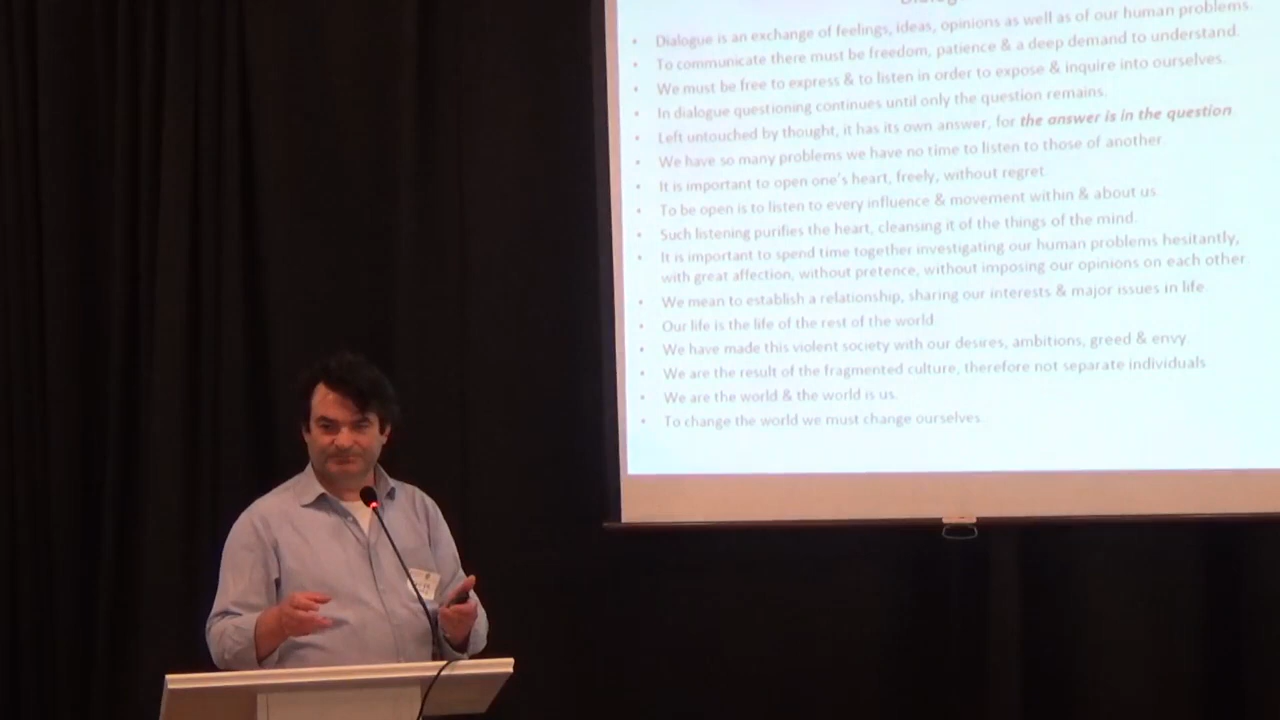 • Dialogue is an exchange of feelings, ideas, opinions as well as of our human problems.
• To communicate there must be freedom, patience & a deep demand to understand.
• We must be free to express & to listen in order to expose & inquire into ourselves.
• In dialogue questioning continues until only the question remains.
• Left untouched by thought, it has its own answer, for the answer is in the question
• We have so many problems we have no time to listen to those of another
• It is important to open one's heart, freely, without regret
• To be open is to listen to every influence & movement within & about us
• Such listening purifies the heart, cleansing it of the things of the mind.
• It is important to spend time together investigating our human problems hesitantly,
with great affection, without pretence, without imposing our opinions on each other
• We mean to establish a relationship, sharing our interests & major issues in life
• Our life is the life of the rest of the world
• We have made this violent society with our desires, ambitions, greed & envy
• We are the result of the fragmented culture, therefore not separate individuals
• We are the world & the world is us.
• To change the world we must change ourselves.